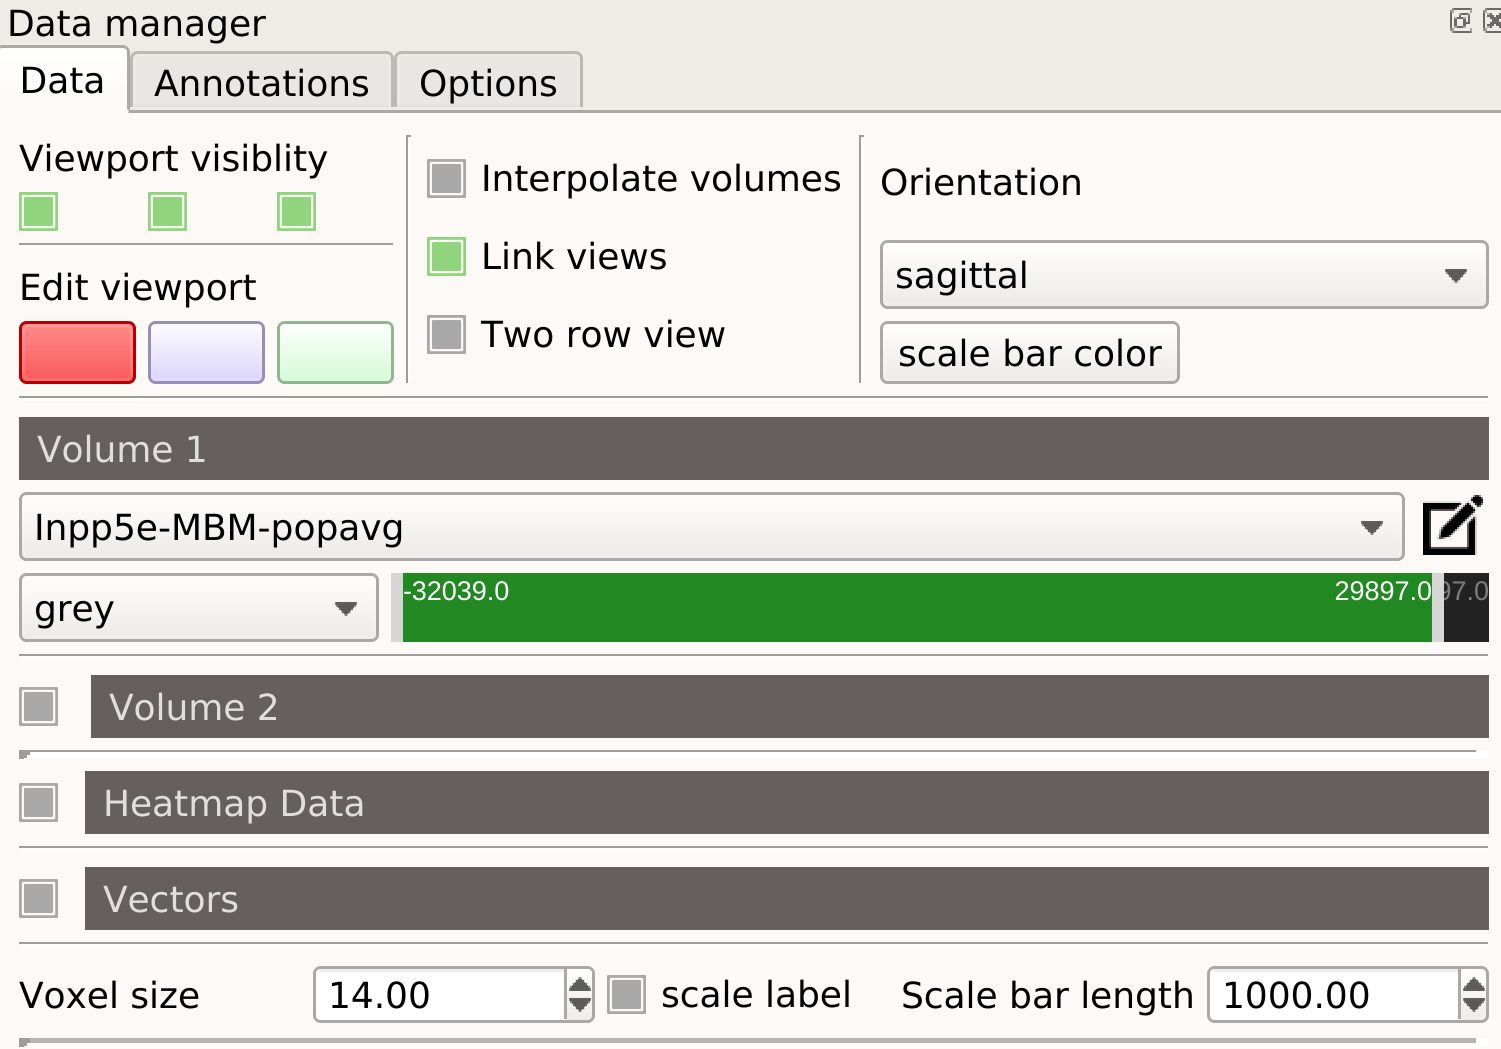 Data manager
Data Annotations Options
Viewport visiblity
Interpolate volumes
Link views
Two row view
Orientation
sagittal
scale bar color
Edit viewport
Volume 1
Inpp5e-MBM-popavg
grey
-32039.0 29897.0 97.0
Volume 2
Heatmap Data
Vectors
Voxel size 14.00 scale label Scale bar length 1000.00